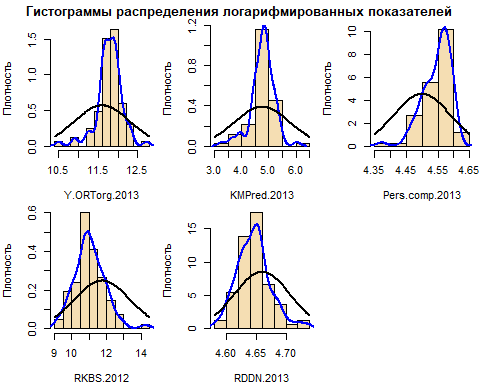 Гистограммы распределения логарифмированных показателей
Плотность
0.0 0.5 1.0 1.5
10.5 11.5 12.5
Y.ORTorg.2013
Плотность
0.0 0.4 0.8 1.2
3.0 4.0 5.0 6.0
KMPred.2013
Плотность
0 2 4 6 8 10
4.35 4.45 4.55 4.65
Pers.comp.2013
Плотность
0.0 0.2 0.4 0.6
9 10 12 14
RKBS.2012
Плотность
0 5 10 15
4.60 4.65 4.70
RDDN.2013